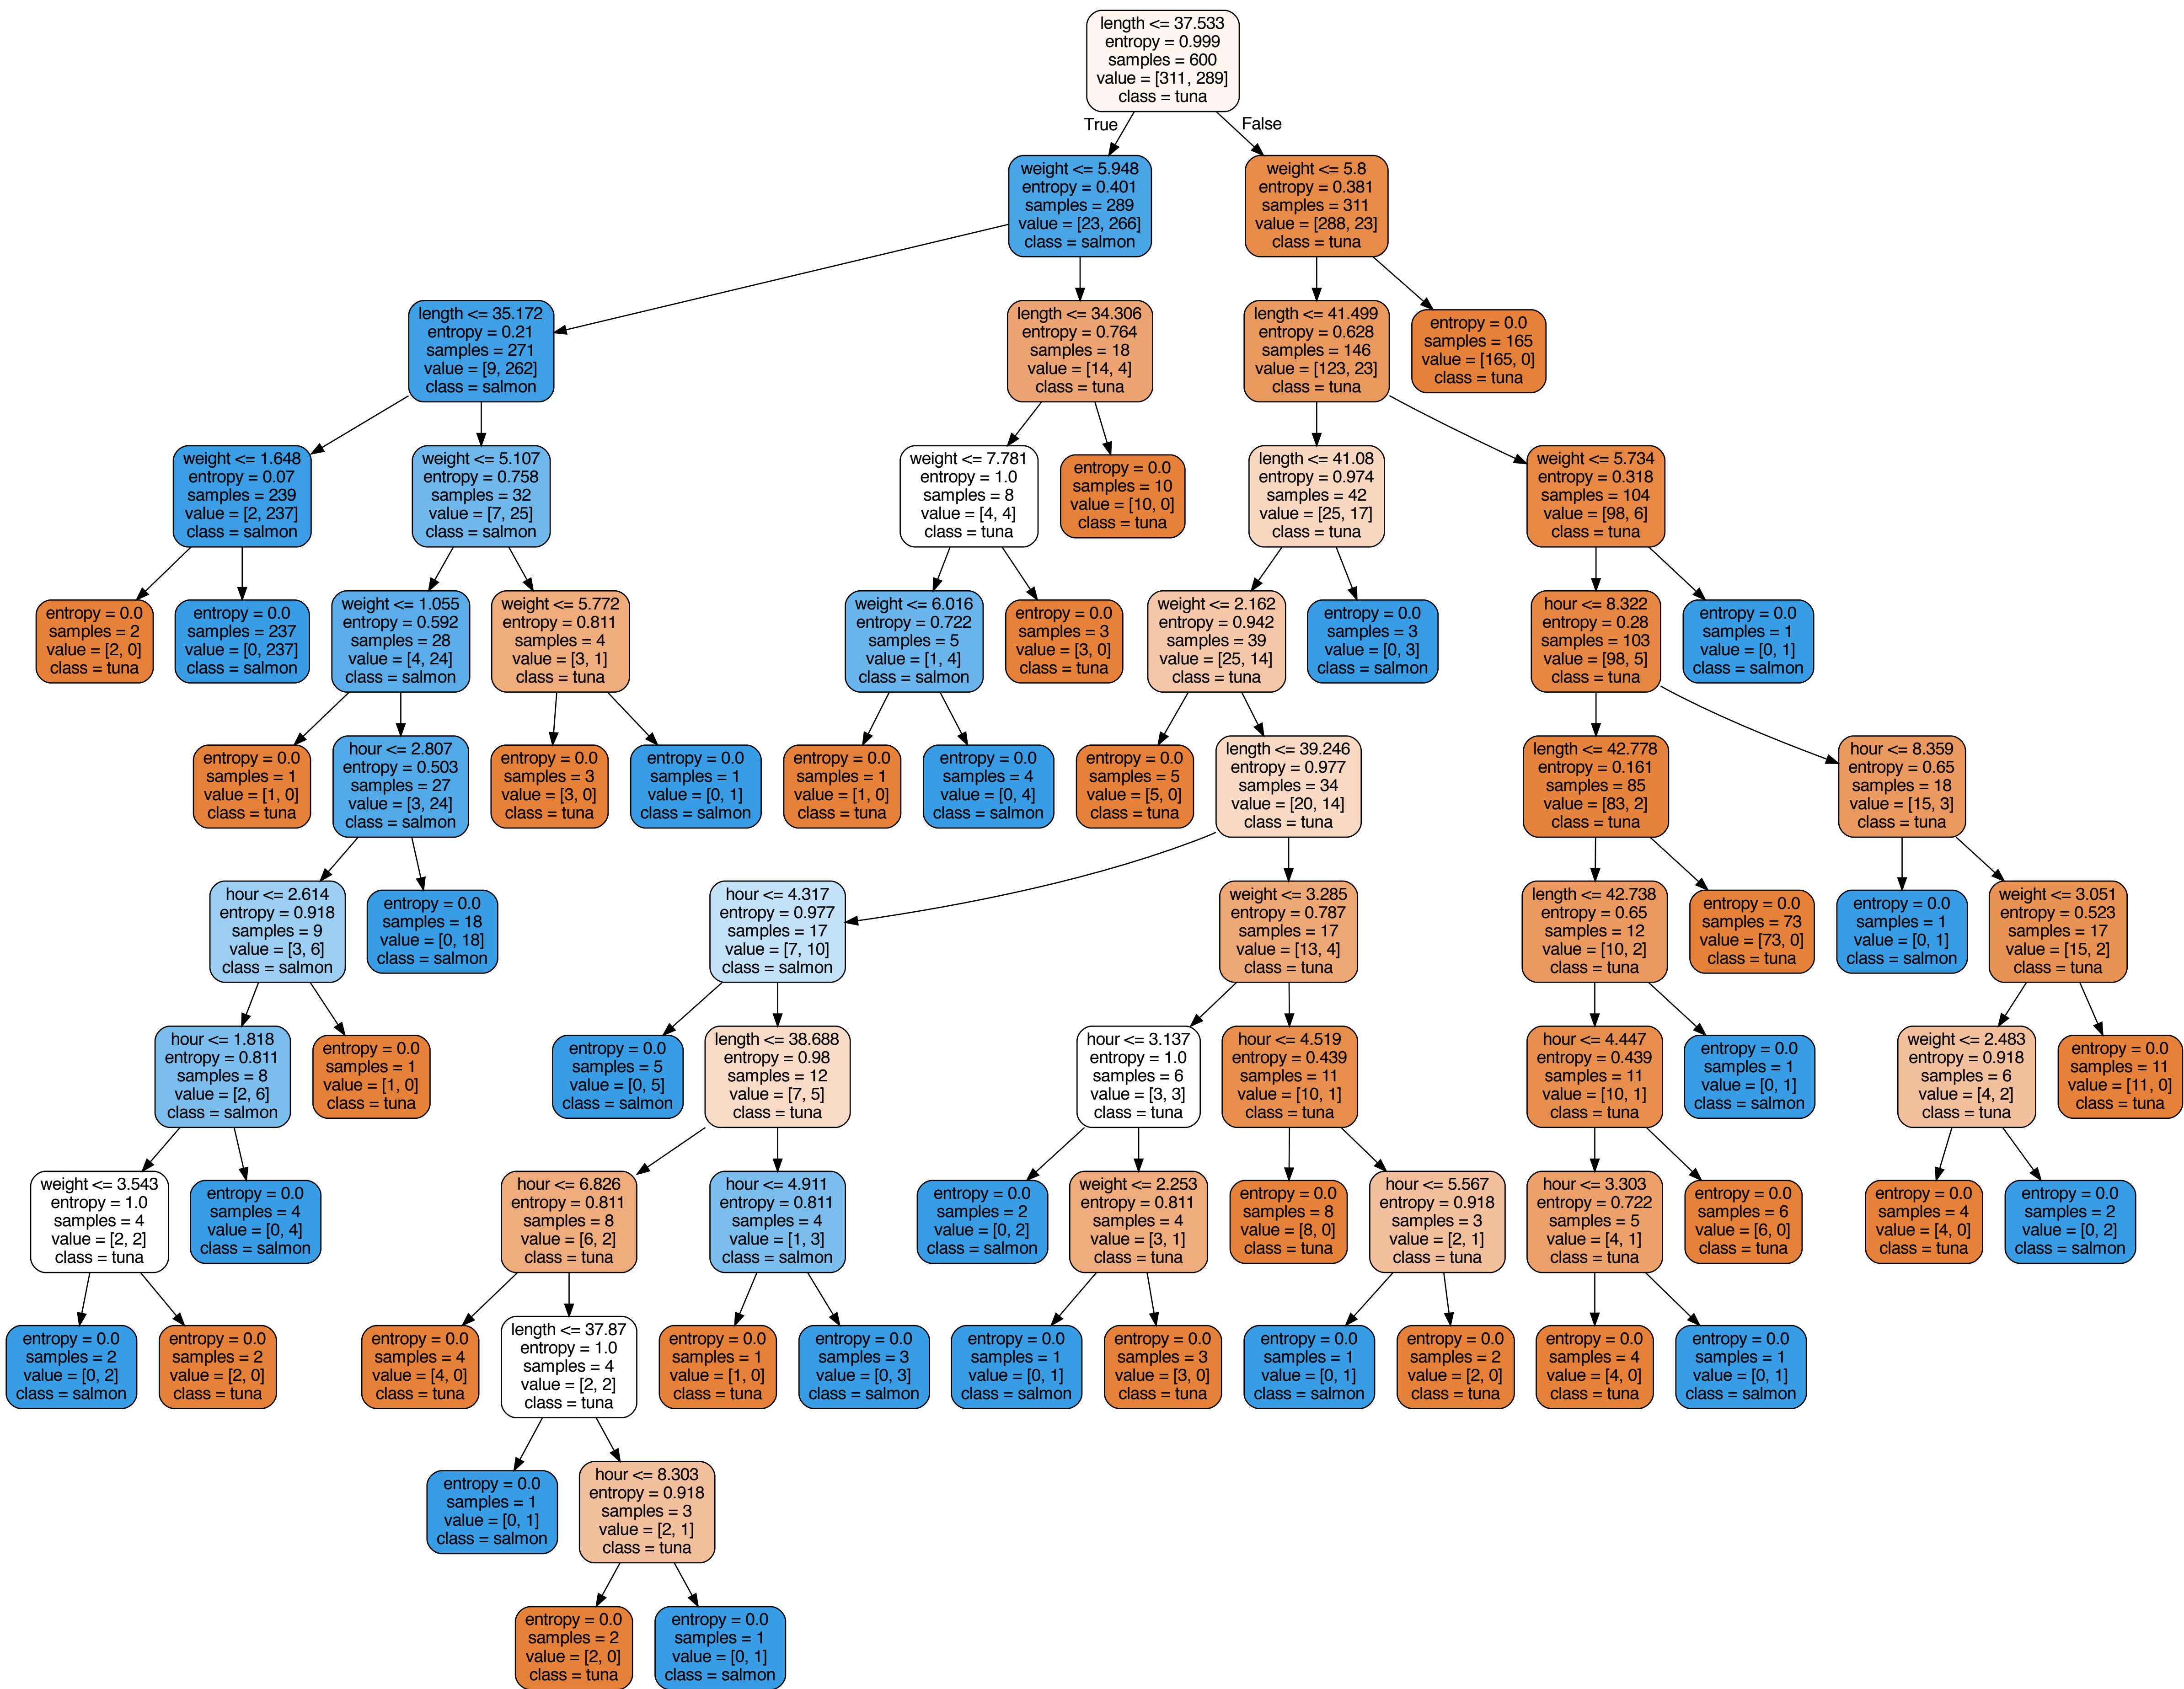 length <= 37.533
entropy = 0.999
samples = 600
value = [311, 289]
class = tuna
True
False
weight <= 5.948
entropy = 0.401
samples = 289
value = [23, 266]
class = salmon
weight <= 5.8
entropy = 0.381
samples = 311
value = [288, 23]
class = tuna
length <= 35.172
entropy = 0.21
samples = 271
value = [9, 262]
class = salmon
length <= 34.306
entropy = 0.764
samples = 18
value = [14, 4]
class = tuna
length <= 41.499
entropy = 0.628
samples = 146
value = [123, 23]
class = tuna
entropy = 0.0
samples = 165
value = [165, 0]
class = tuna
weight <= 1.648
entropy = 0.07
samples = 239
value = [2, 237]
class = salmon
weight <= 5.107
entropy = 0.758
samples = 32
value = [7, 25]
class = salmon
weight <= 7.781
entropy = 1.0
samples = 8
value = [4, 4]
class = tuna
entropy = 0.0
samples = 10
value = [10, 0]
class = tuna
length <= 41.08
entropy = 0.974
samples = 42
value = [25, 17]
class = tuna
weight <= 5.734
entropy = 0.318
samples = 104
value = [98, 6]
class = tuna
entropy = 0.0
samples = 2
value = [2, 0]
class = tuna
entropy = 0.0
samples = 237
value = [0, 237]
class = salmon
weight <= 1.055
entropy = 0.592
samples = 28
value = [4, 24]
class = salmon
weight <= 5.772
entropy = 0.811
samples = 4
value = [3, 1]
class = tuna
weight <= 6.016
entropy = 0.722
samples = 5
value = [1, 4]
class = salmon
entropy = 0.0
samples = 3
value = [3, 0]
class = tuna
weight <= 2.162
entropy = 0.942
samples = 39
value = [25, 14]
class = tuna
entropy = 0.0
samples = 3
value = [0, 3]
class = salmon
hour <= 8.322
entropy = 0.28
samples = 103
value = [98, 5]
class = tuna
entropy = 0.0
samples = 1
value = [0, 1]
class = salmon
entropy = 0.0
samples = 1
value = [1, 0]
class = tuna
hour <= 2.807
entropy = 0.503
samples = 27
value = [3, 24]
class = salmon
entropy = 0.0
samples = 3
value = [3, 0]
class = tuna
entropy = 0.0
samples = 1
value = [0, 1]
class = salmon
entropy = 0.0
samples = 1
value = [1, 0]
class = tuna
entropy = 0.0
samples = 4
value = [0, 4]
class = salmon
entropy = 0.0
samples = 5
value = [5, 0]
class = tuna
length <= 39.246
entropy = 0.977
samples = 34
value = [20, 14]
class = tuna
length <= 42.778
entropy = 0.161
samples = 85
value = [83, 2]
class = tuna
hour <= 8.359
entropy = 0.65
samples = 18
value = [15, 3]
class = tuna
hour <= 2.614
entropy = 0.918
samples = 9
value = [3, 6]
class = salmon
entropy = 0.0
samples = 18
value = [0, 18]
class = salmon
hour <= 4.317
entropy = 0.977
samples = 17
value = [7, 10]
class = salmon
weight <= 3.285
entropy = 0.787
samples = 17
value = [13, 4]
class = tuna
length <= 42.738
entropy = 0.65
samples = 12
value = [10, 2]
class = tuna
entropy = 0.0
samples = 73
value = [73, 0]
class = tuna
entropy = 0.0
samples = 1
value = [0, 1]
class = salmon
weight <= 3.051
entropy = 0.523
samples = 17
value = [15, 2]
class = tuna
hour <= 1.818
entropy = 0.811
samples = 8
value = [2, 6]
class = salmon
entropy = 0.0
samples = 1
value = [1, 0]
class = tuna
entropy = 0.0
samples = 5
value = [0, 5]
class = salmon
length <= 38.688
entropy = 0.98
samples = 12
value = [7, 5]
class = tuna
hour <= 3.137
entropy = 1.0
samples = 6
value = [3, 3]
class = tuna
hour <= 4.519
entropy = 0.439
samples = 11
value = [10, 1]
class = tuna
hour <= 4.447
entropy = 0.439
samples = 11
value = [10, 1]
class = tuna
entropy = 0.0
samples = 1
value = [0, 1]
class = salmon
weight <= 2.483
entropy = 0.918
samples = 6
value = [4, 2]
class = tuna
entropy = 0.0
samples = 11
value = [11, 0]
class = tuna
weight <= 3.543
entropy = 1.0
samples = 4
value = [2, 2]
class = tuna
entropy = 0.0
samples = 4
value = [0, 4]
class = salmon
hour <= 6.826
entropy = 0.811
samples = 8
value = [6, 2]
class = tuna
hour <= 4.911
entropy = 0.811
samples = 4
value = [1, 3]
class = salmon
entropy = 0.0
samples = 2
value = [0, 2]
class = salmon
weight <= 2.253
entropy = 0.811
samples = 4
value = [3, 1]
class = tuna
entropy = 0.0
samples = 8
value = [8, 0]
class = tuna
hour <= 5.567
entropy = 0.918
samples = 3
value = [2, 1]
class = tuna
hour <= 3.303
entropy = 0.722
samples = 5
value = [4, 1]
class = tuna
entropy = 0.0
samples = 6
value = [6, 0]
class = tuna
entropy = 0.0
samples = 4
value = [4, 0]
class = tuna
entropy = 0.0
samples = 2
value = [0, 2]
class = salmon
entropy = 0.0
samples = 2
value = [0, 2]
class = salmon
entropy = 0.0
samples = 2
value = [2, 0]
class = tuna
entropy = 0.0
samples = 4
value = [4, 0]
class = tuna
length <= 37.87
entropy = 1.0
samples = 4
value = [2, 2]
class = tuna
entropy = 0.0
samples = 1
value = [1, 0]
class = tuna
entropy = 0.0
samples = 3
value = [0, 3]
class = salmon
entropy = 0.0
samples = 1
value = [0, 1]
class = salmon
entropy = 0.0
samples = 3
value = [3, 0]
class = tuna
entropy = 0.0
samples = 1
value = [0, 1]
class = salmon
entropy = 0.0
samples = 2
value = [2, 0]
class = tuna
entropy = 0.0
samples = 4
value = [4, 0]
class = tuna
entropy = 0.0
samples = 1
value = [0, 1]
class = salmon
entropy = 0.0
samples = 1
value = [0, 1]
class = salmon
hour <= 8.303
entropy = 0.918
samples = 3
value = [2, 1]
class = tuna
entropy = 0.0
samples = 2
value = [2, 0]
class = tuna
entropy = 0.0
samples = 1
value = [0, 1]
class = salmon